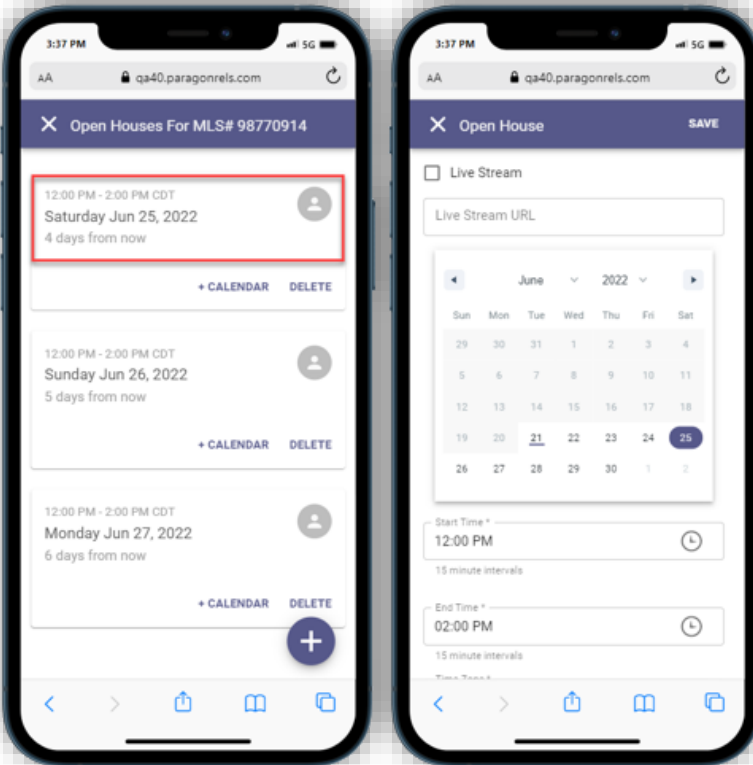 3:37 PM
5G
AA
qa40.paragonrels.com
Open Houses For MLS# 98770914
12:00 PM - 2:00 PM CDT
Saturday Jun 25, 2022
4 days from now
+ CALENDAR DELETE
12:00 PM - 2:00 PM CDT
Sunday Jun 26, 2022
5 days from now
+ CALENDAR DELETE
12:00 PM - 2:00 PM CDT
Monday Jun 27, 2022
6 days from now
+ CALENDAR DELETE
+
3:37 PM
5G
AA
qa40.paragonrels.com
Open House SAVE
Live Stream
Live Stream URL
June 2022
Sun Mon Tue Wed Thu Fri Sat
29 30 31 1 2 3 4
5 6 7 8 9 10 11
12 13 14 15 16 17 18
19 20 21 22 23 24 25
26 27 28 29 30 1 2
Start Time *
12:00 PM
15 minute intervals
End Time *
02:00 PM
15 minute intervals
Time Zone *